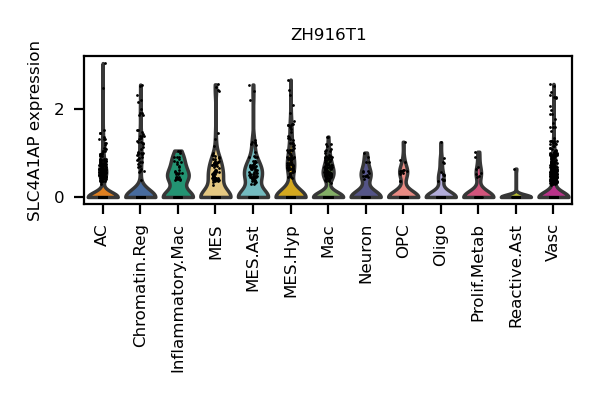 ZH916T1
SLC4A1AP expression
2
0
AC
Chromatin.Reg
Inflammatory.Mac
MES
MES.Ast
MES.Hyp
Mac
Neuron
OPC
Oligo
Prolif.Metab
Reactive.Ast
Vasc